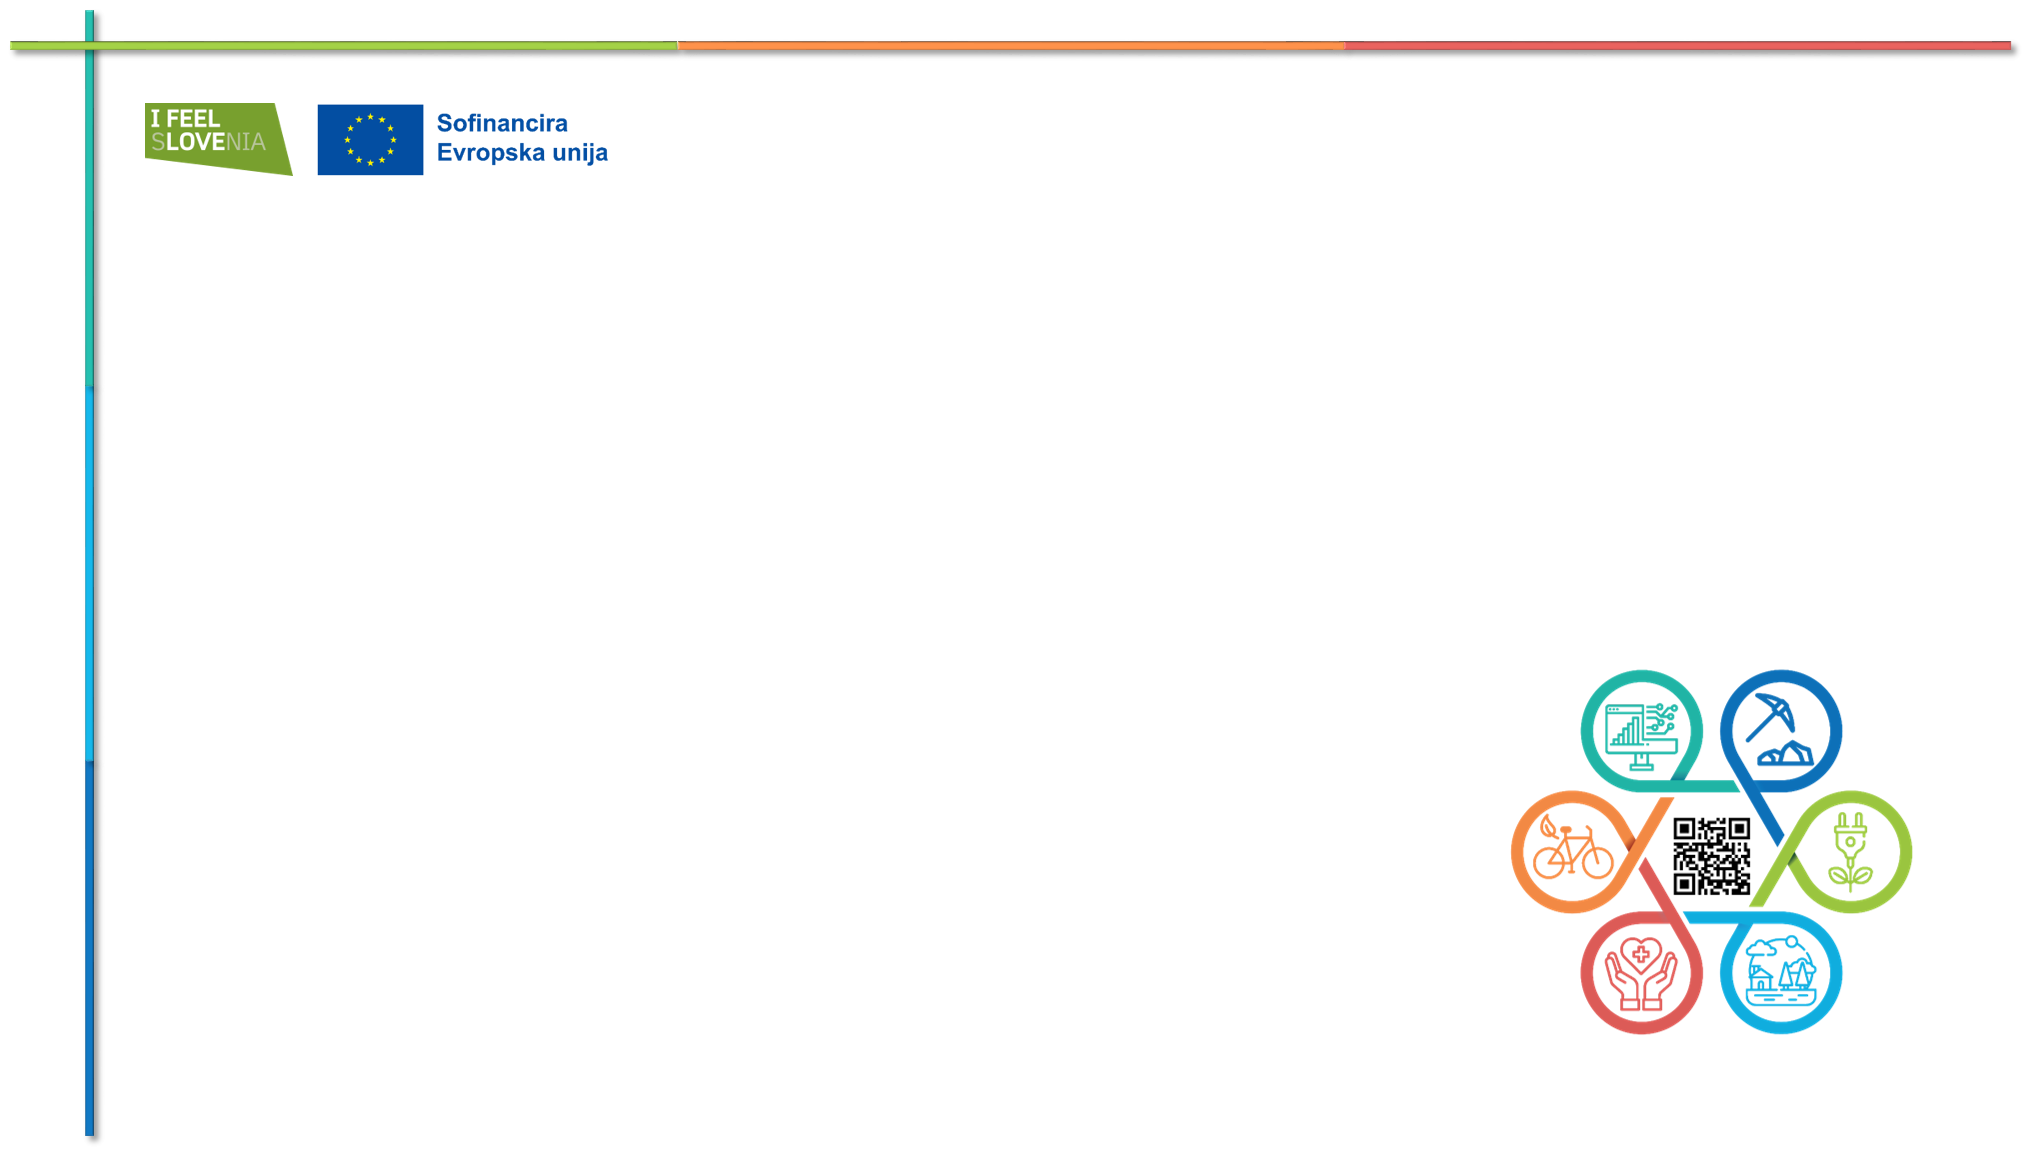 I FEEL
SLOVENIA
Sofinancira
Evropska unija